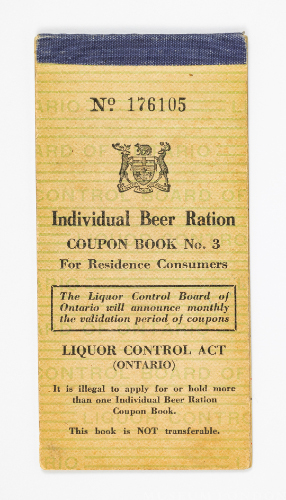 Nº 176105
Individual Beer Ration
COUPON BOOK No. 3
For Residence Consumers
The Liquor Control Board of
Ontario will announce monthly
the validation period of coupons
LIQUOR CONTROL ACT
(ONTARIO)
It is illegal to apply for or hold more
than one Individual Beer Ration
Coupon Book.
This book is NOT transferable.